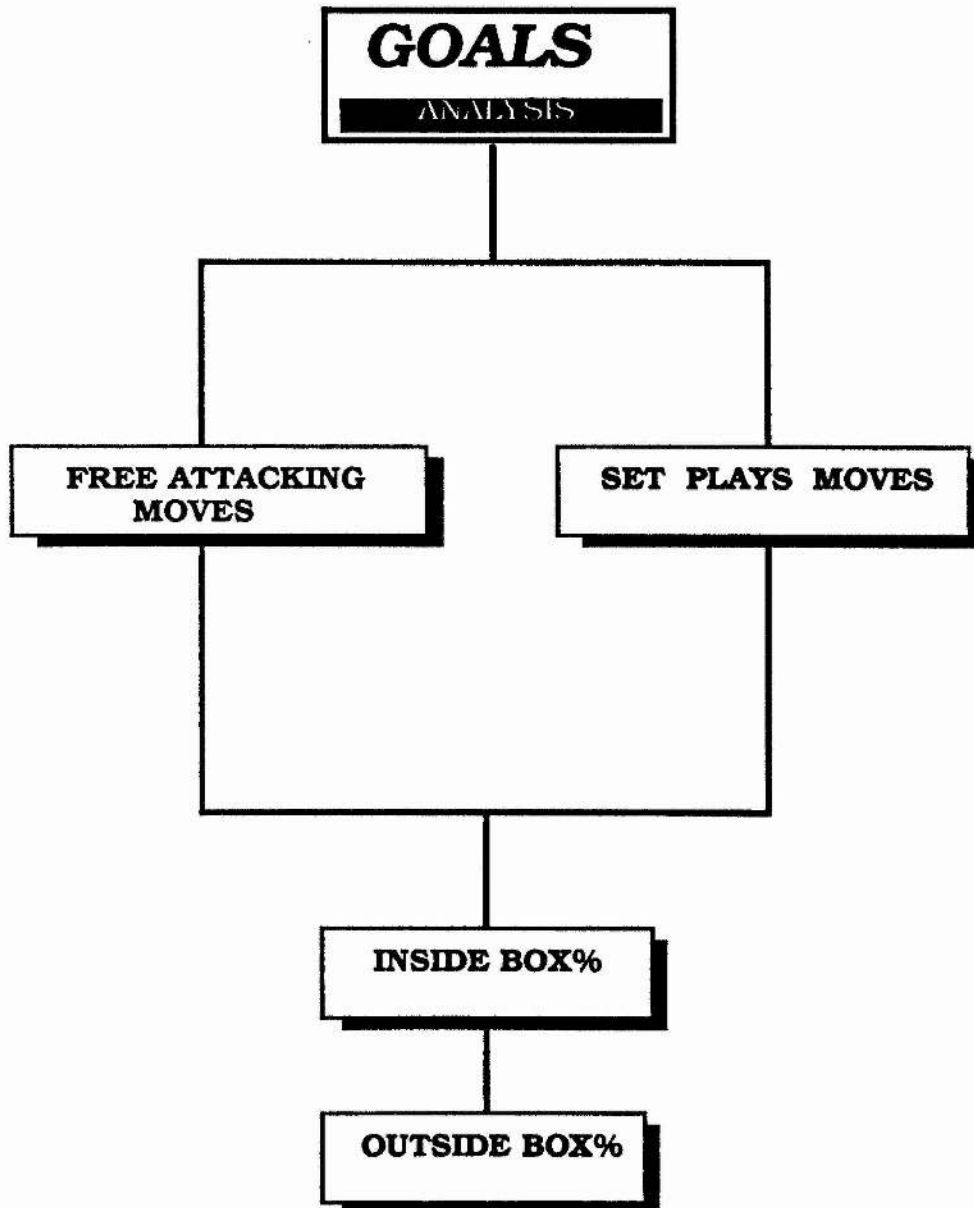 GOALS
ANALYSIS
FREE ATTACKING
MOVES
SET PLAYS MOVES
INSIDE BOX%
OUTSIDE BOX%